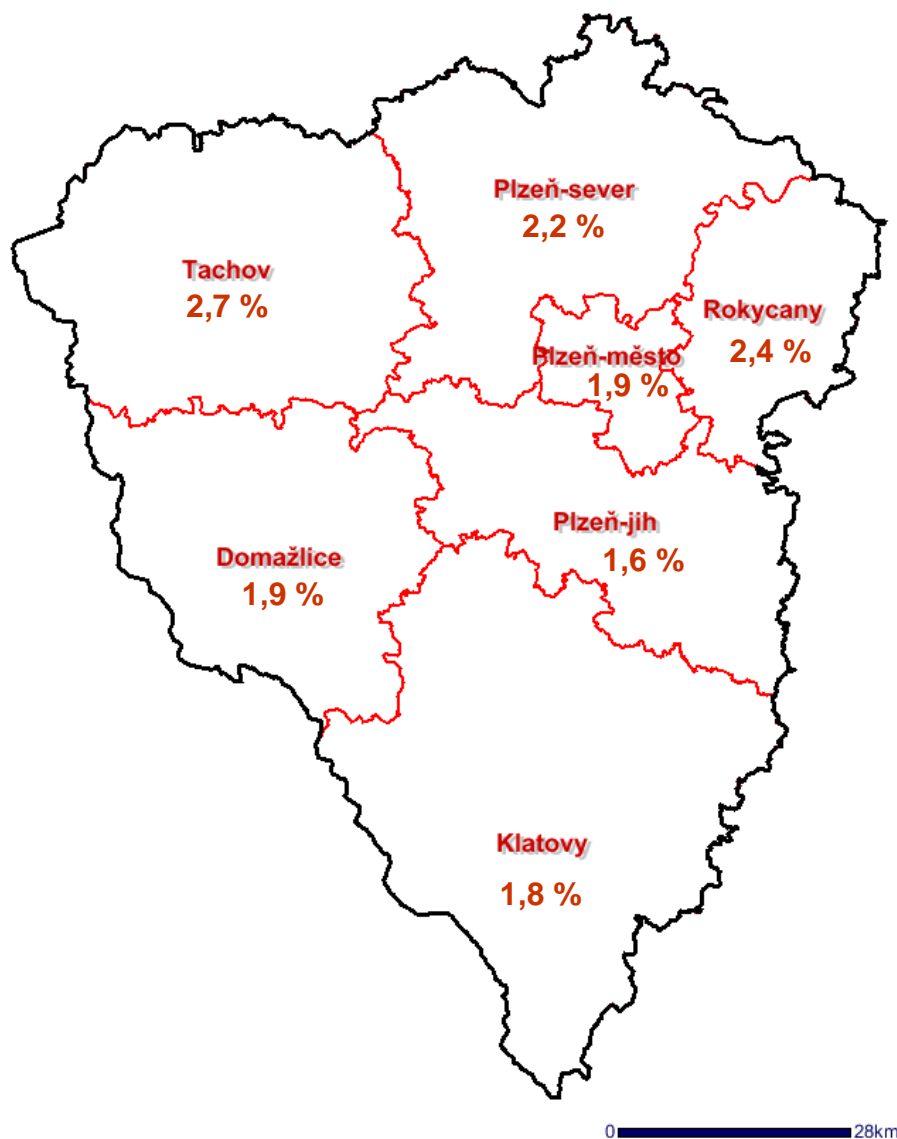 Plzeň-sever
2,2 %
Tachov
2,7 %
Rokycany
2,4 %
Plzeň-město
1,9 %
Plzeň-jih
1,6 %
Domažlice
1,9 %
Klatovy
1,8 %
0 28km